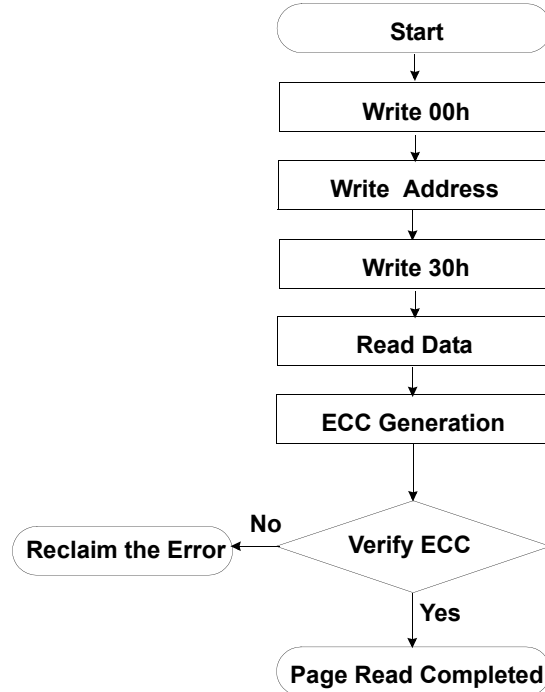 Start
Write 00h
Write Address
Write 30h
Read Data
ECC Generation
No
Reclaim the Error
Verify ECC
Yes
Page Read Completed